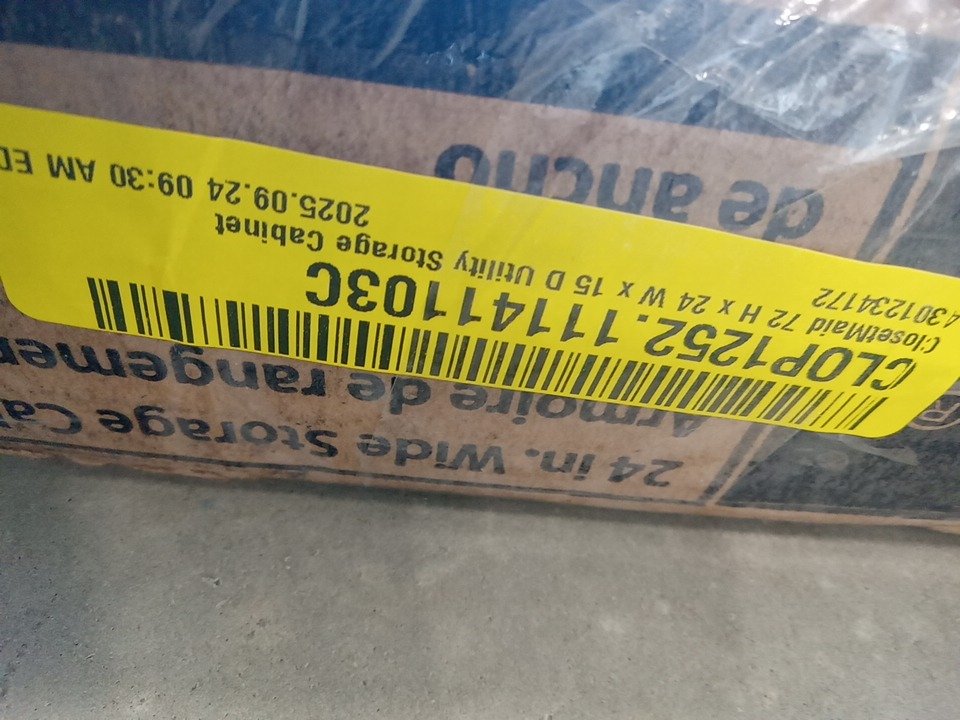 24 in. Wide Storage
Armoire de rangement
CLOP1252.11141103C
ClosetMaid 72 H x 24 W x 15 D Utility Storage Cabinet
4301234172
2025.09.24 09:30 AM
de ancho